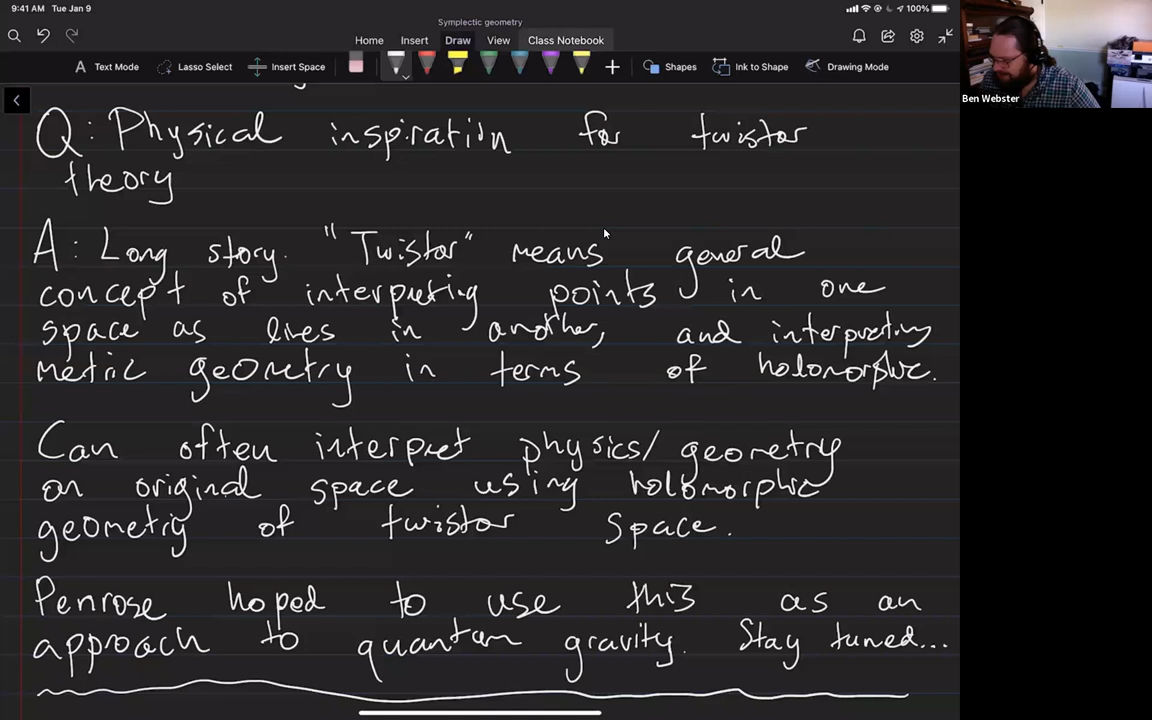 9:41 AM Tue Jan 9
100%
Symplectic geometry
Home Insert Draw View Class Notebook
Text Mode Lasso Select Insert Space Shapes Ink to Shape Drawing Mode
Ben Webster
Q: Physical inspiration for twistor
theory
A: Long story. "Twistor" means general
concept of interpreting points in one
space as lines in another, and interpreting
metric geometry in terms of holomorphic.
Can often interpret physics/geometry
on original space using holomorphic
geometry of twistor space.
Penrose hoped to use this as an
approach to quantum gravity. Stay tuned...